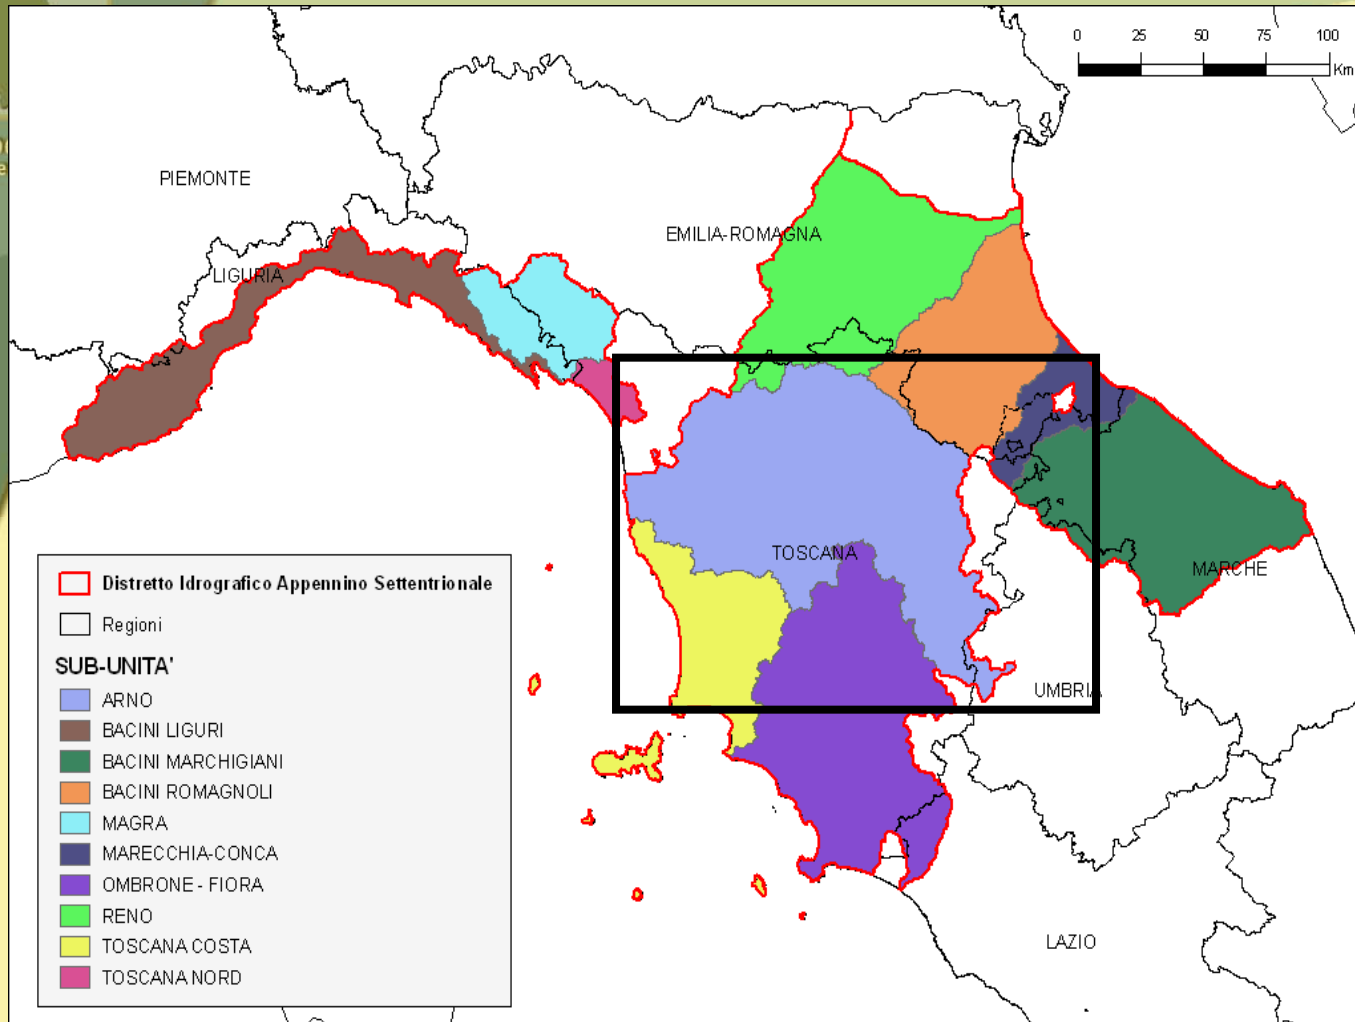 0 25 50 75 100
Km
PIEMONTE
EMILIA-ROMAGNA
LIGURIA
TOSCANA
MARCHE
UMBRIA
LAZIO
Distretto Idrografico Appennino Settentrionale
Regioni
SUB-UNITA'
ARNO
BACINI LIGURI
BACINI MARCHIGIANI
BACINI ROMAGNOLI
MAGRA
MARECCHIA-CONCA
OMBRONE - FIORA
RENO
TOSCANA COSTA
TOSCANA NORD